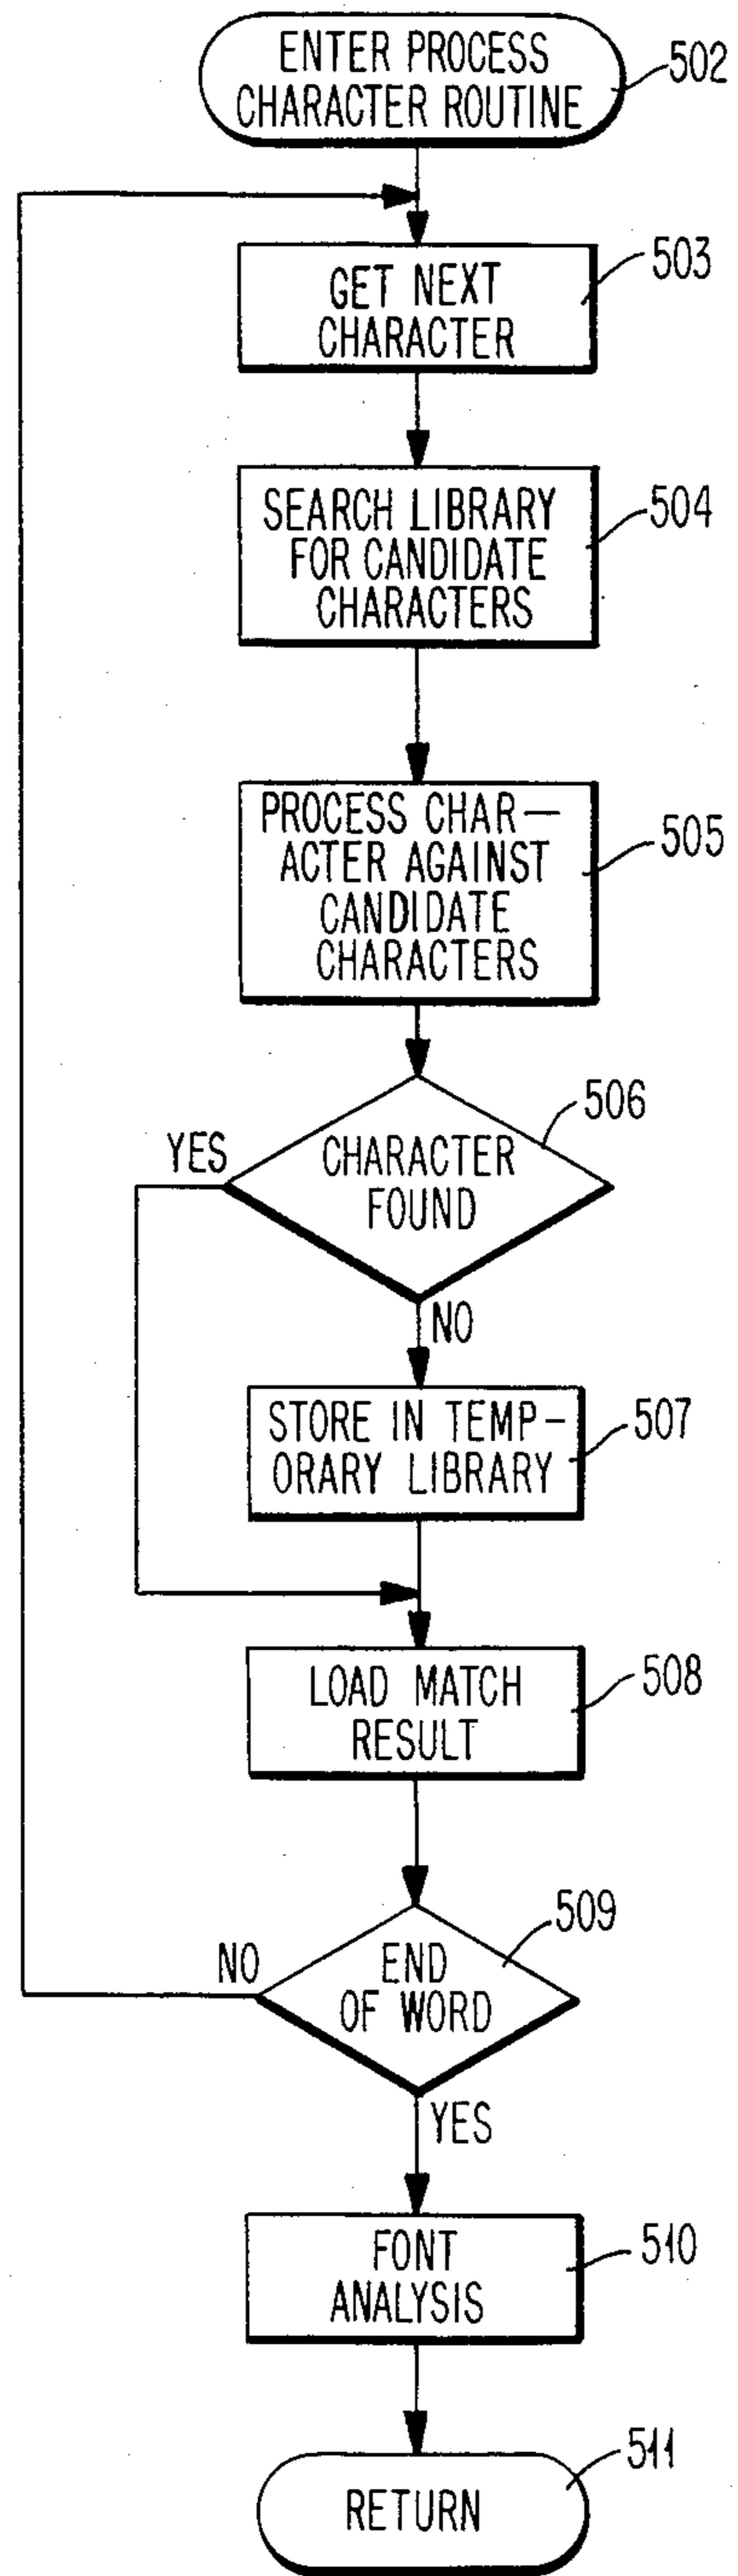 ENTER PROCESS
CHARACTER ROUTINE
502
GET NEXT
CHARACTER
503
SEARCH LIBRARY
FOR CANDIDATE
CHARACTERS
504
PROCESS CHAR—
ACTER AGAINST
CANDIDATE
CHARACTERS
505
CHARACTER
FOUND
506
YES
NO
STORE IN TEMP-
ORARY LIBRARY
507
LOAD MATCH
RESULT
508
END
OF WORD
509
NO
YES
FONT
ANALYSIS
510
RETURN
511